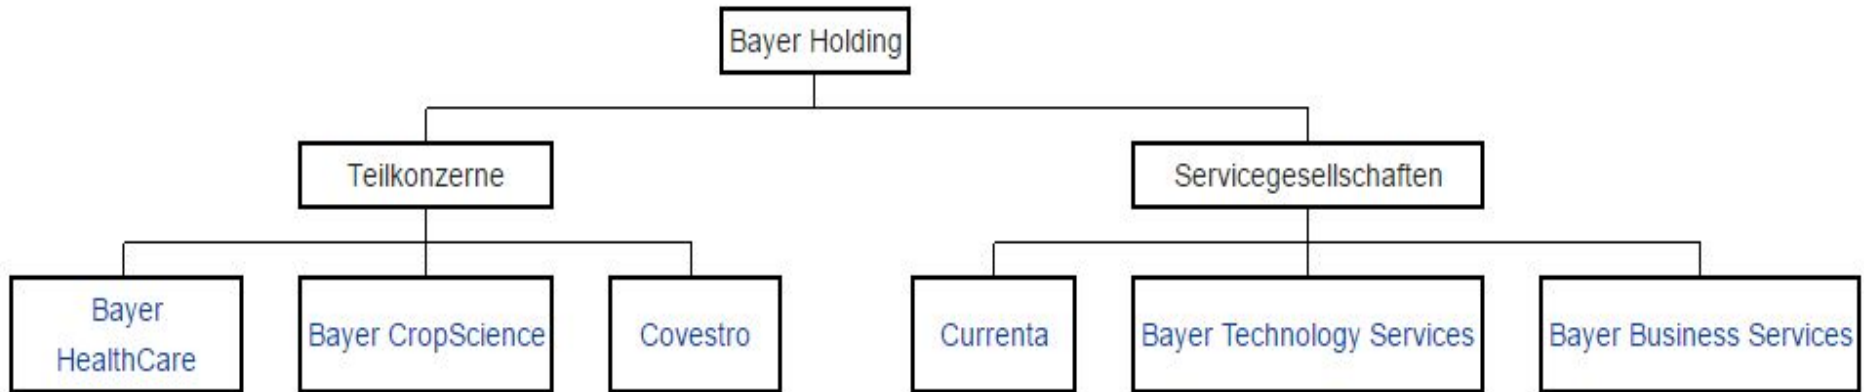 Bayer Holding
Teilkonzerne
Servicegesellschaften
Bayer
HealthCare
Bayer CropScience
Covestro
Currenta
Bayer Technology Services
Bayer Business Services